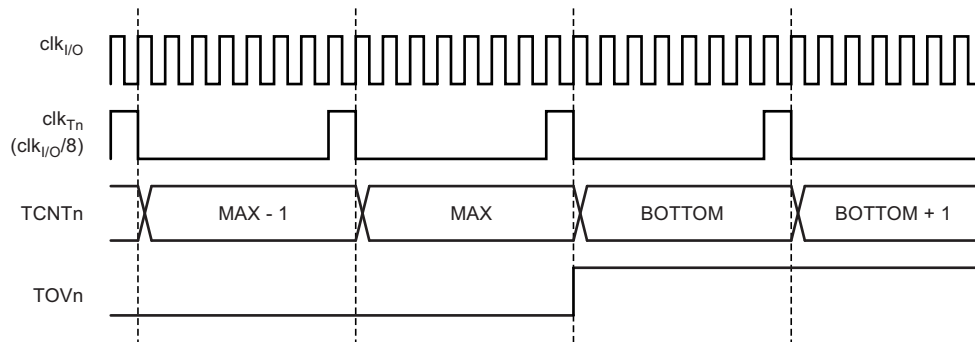 clkI/O
clkTn
(clkI/O/8)
TCNTn
MAX - 1
MAX
BOTTOM
BOTTOM + 1
TOVn